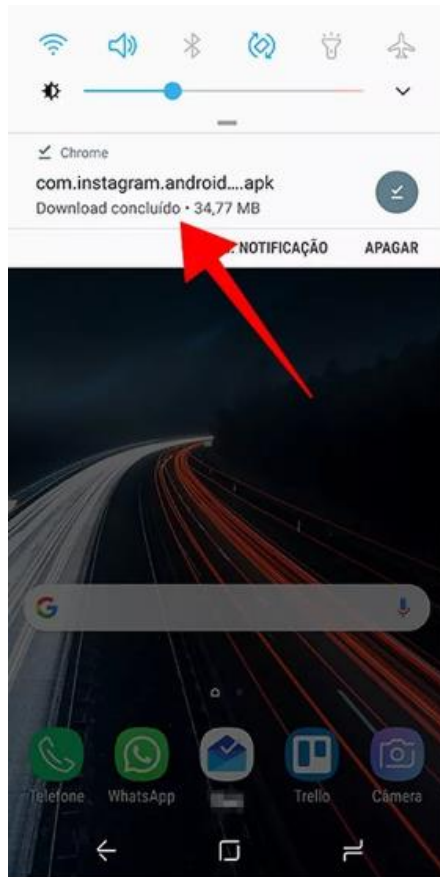 Chrome
com.instagram.android....apk
Download concluído • 34,77 MB
NOTIFICAÇÃO APAGAR
G
Telefone WhatsApp Trello Câmera